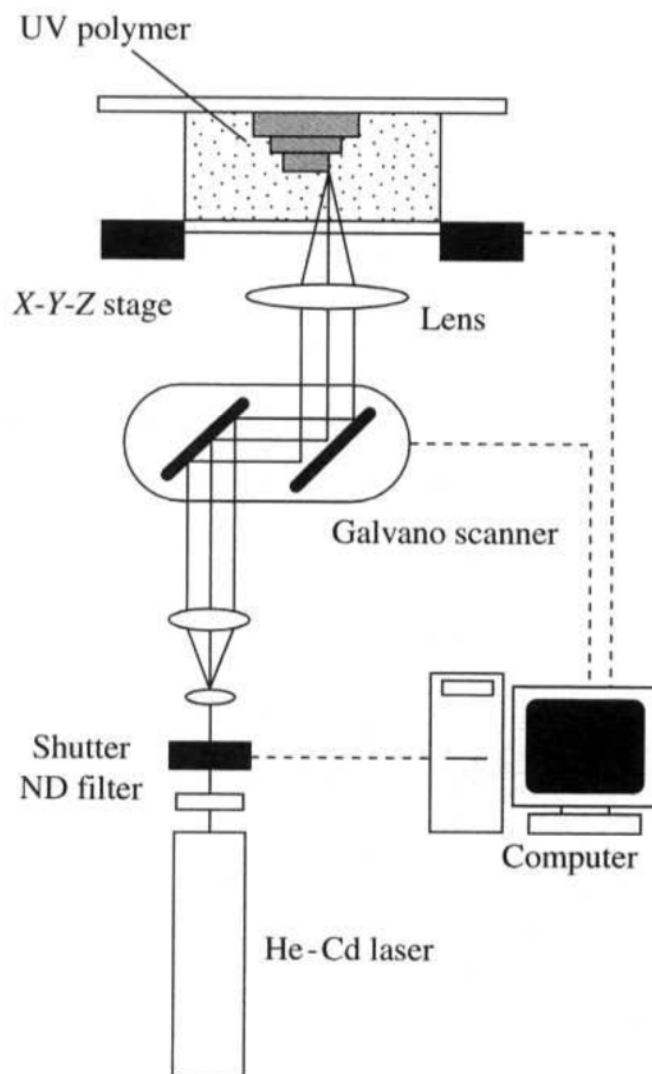 UV polymer
X-Y-Z stage
Lens
Galvano scanner
Shutter
ND filter
Computer
He-Cd laser